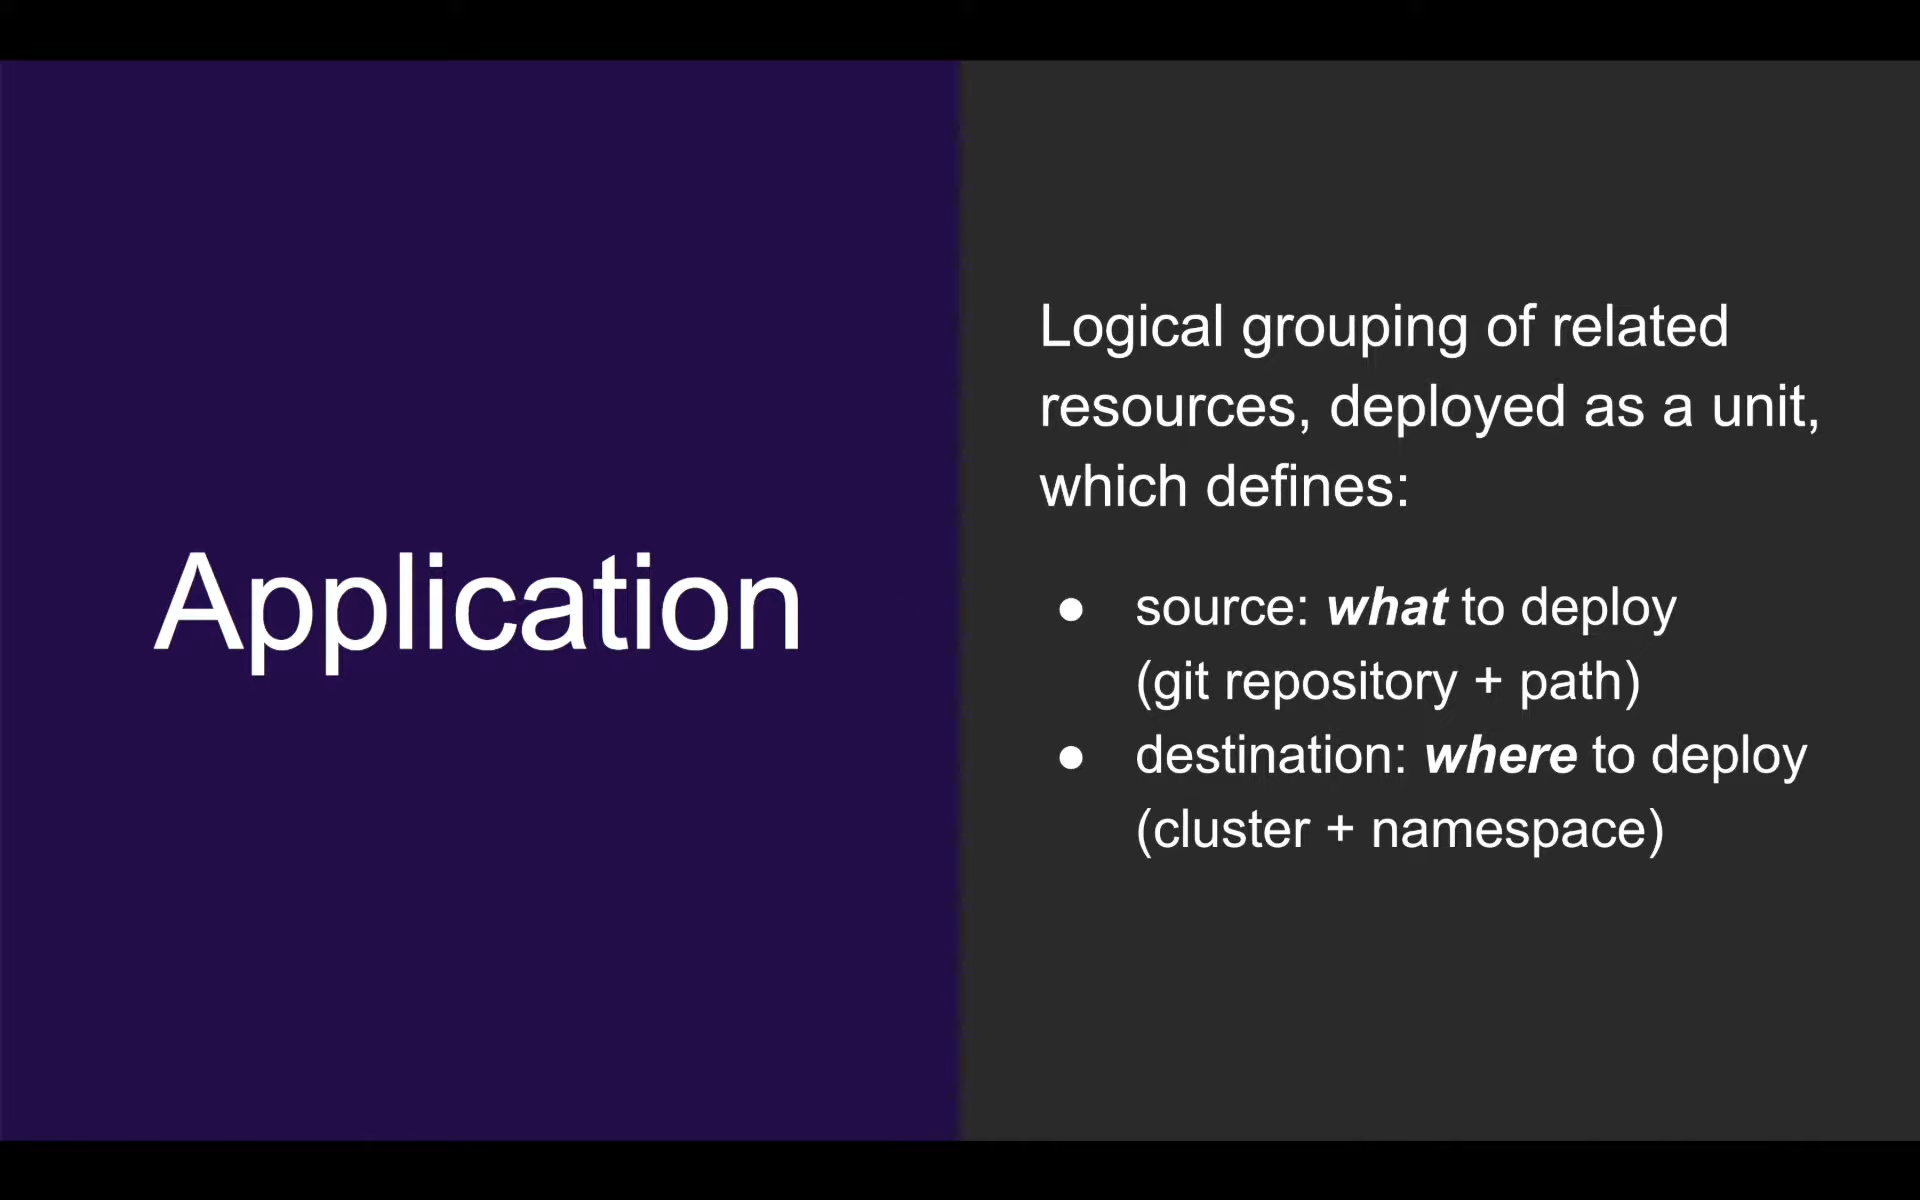 Application
Logical grouping of related
resources, deployed as a unit,
which defines:
● source: what to deploy
(git repository + path)
● destination: where to deploy
(cluster + namespace)